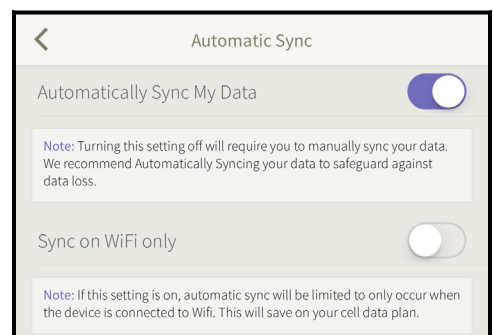 Automatic Sync
Automatically Sync My Data
Note: Turning this setting off will require you to manually sync your data.
We recommend Automatically Syncing your data to safeguard against
data loss.
Sync on WiFi only
Note: If this setting is on, automatic sync will be limited to only occur when
the device is connected to Wifi. This will save on your cell data plan.